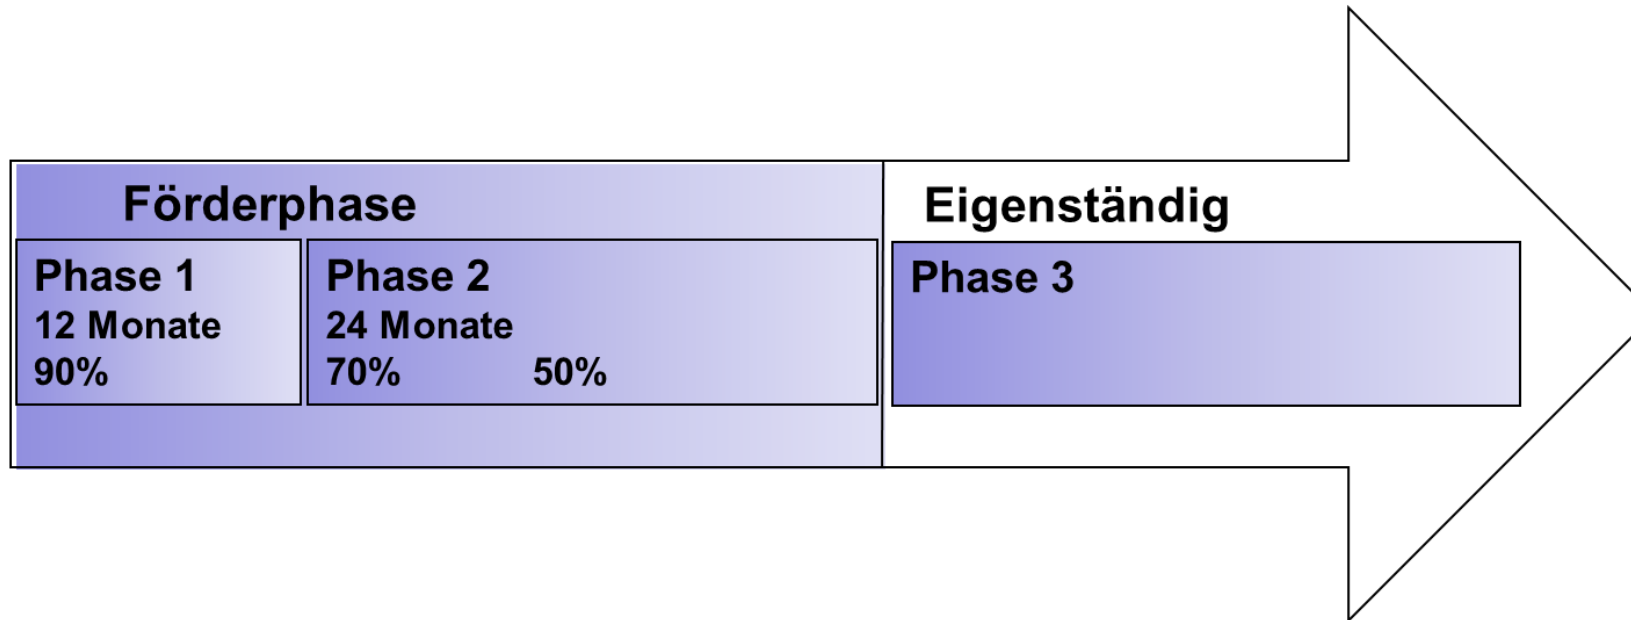 Förderphase
Eigenständig
Phase 1
12 Monate
90%
Phase 2
24 Monate
70% 50%
Phase 3